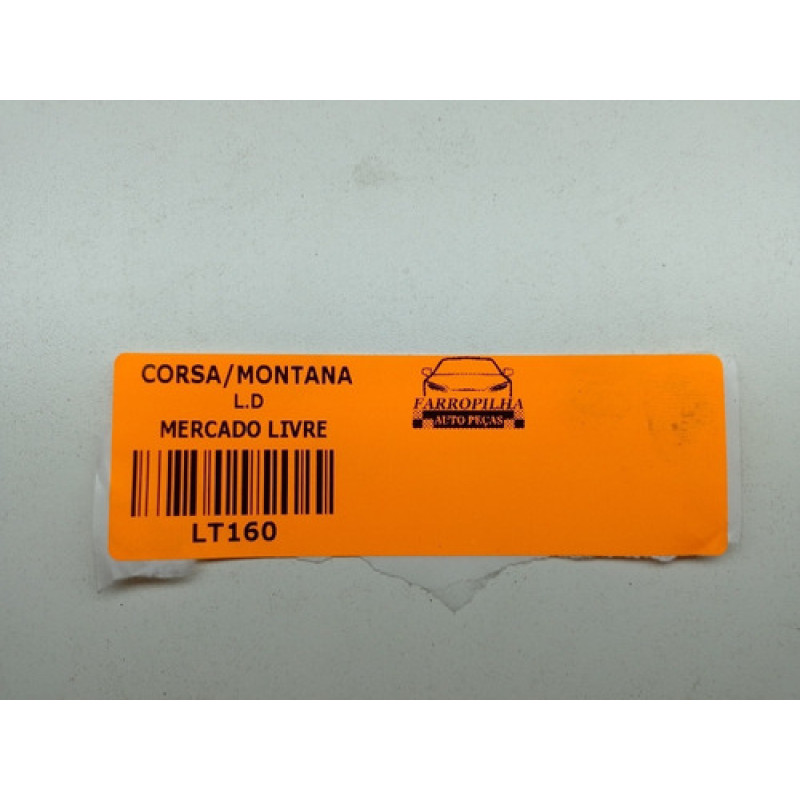 CORSA/MONTANA
L.D
MERCADO LIVRE
LT160
FARROPILHA
AUTO PEÇAS